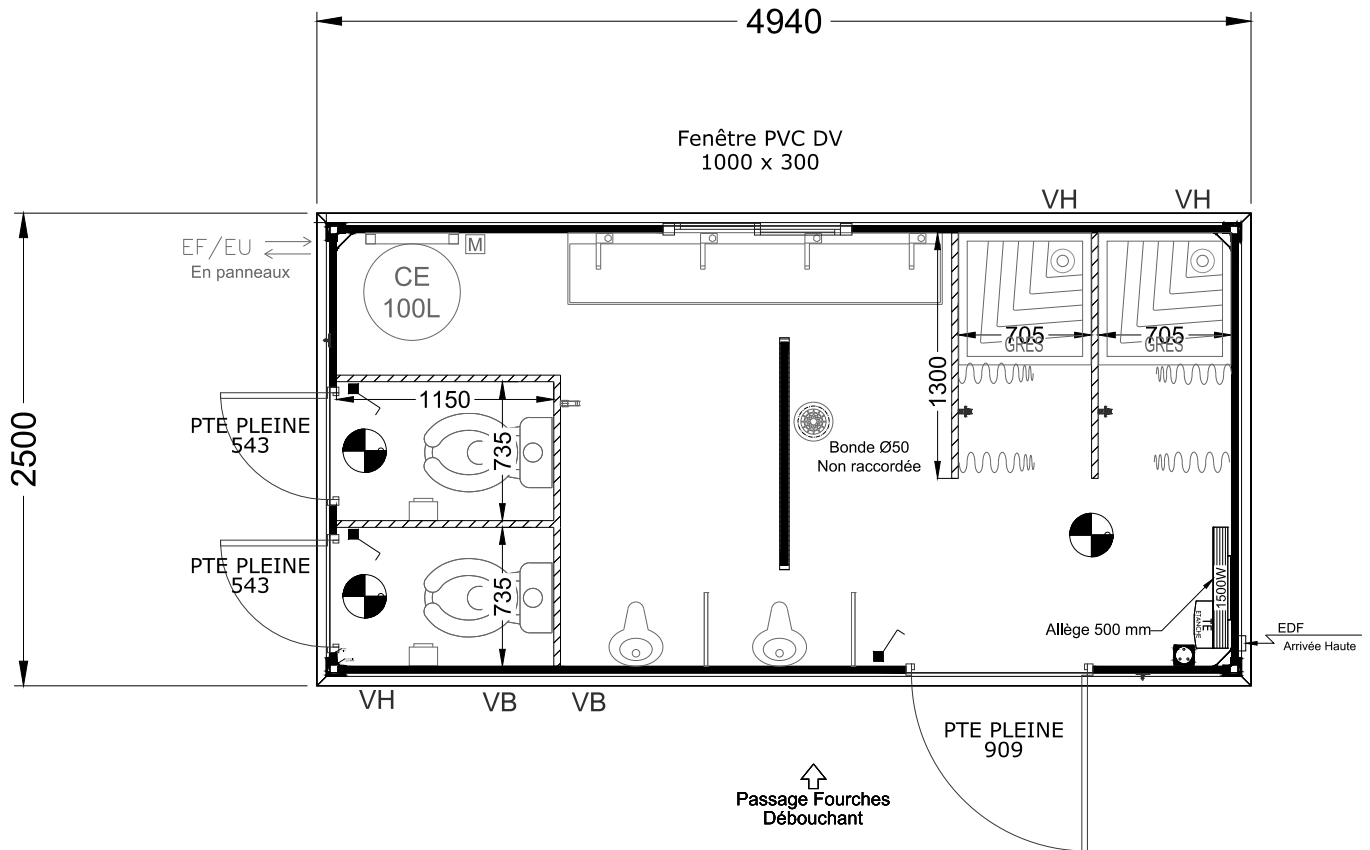 4940
Fenêtre PVC DV
1000 x 300
VH
VH
EF/EU
En panneaux
M
CE
100L
705
GRES
705
GRES
1300
2500
PTE PLEINE
543
1150
735
Bonde Ø50
Non raccordée
PTE PLEINE
543
735
1500W
TE
ETANCHE
Allège 500 mm
EDF
Arrivée Haute
VH
VB
VB
PTE PLEINE
909
Passage Fourches
Débouchant